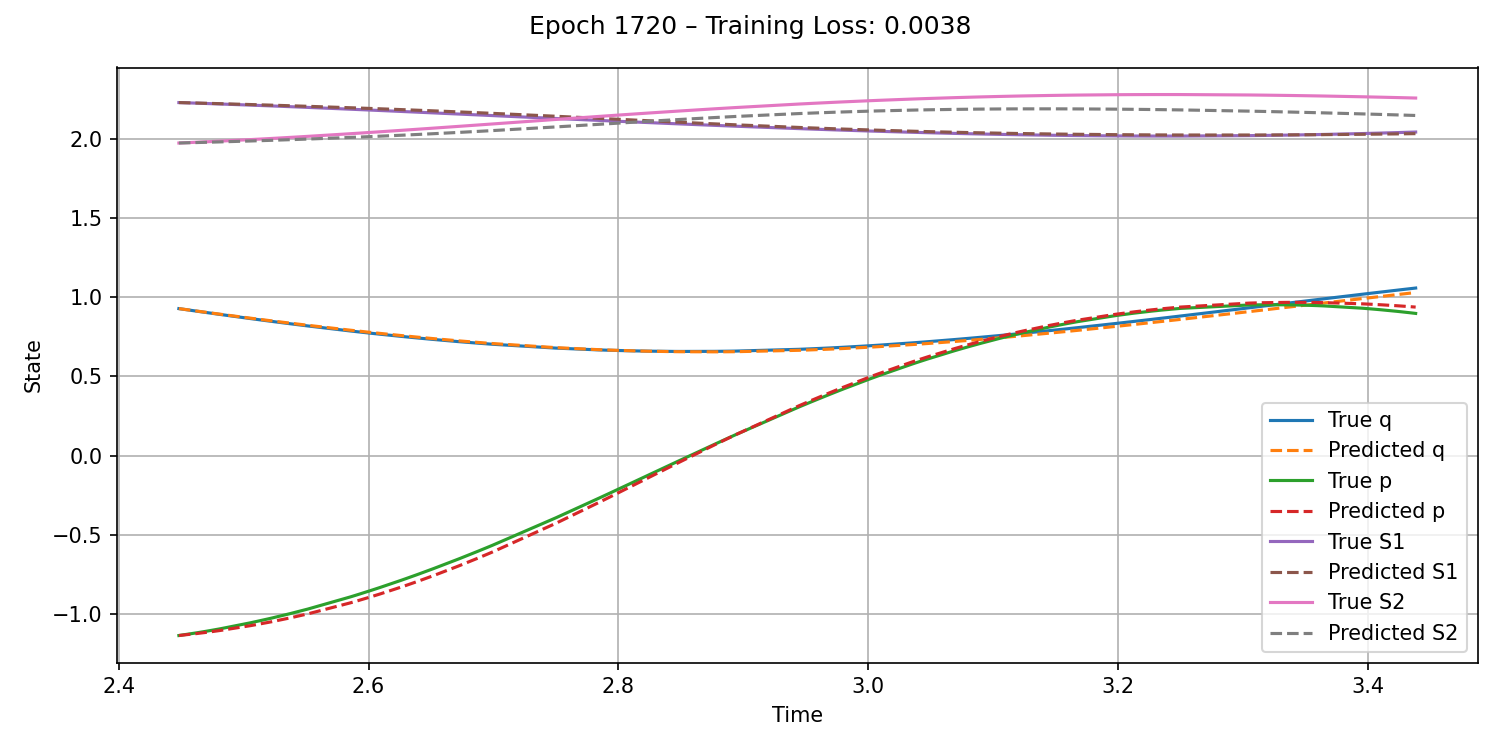 Epoch 1720 – Training Loss: 0.0038
State
2.0
1.5
1.0
0.5
0.0
−0.5
−1.0
True q
Predicted q
True p
Predicted p
True S1
Predicted S1
True S2
Predicted S2
2.4 2.6 2.8 3.0 3.2 3.4
Time